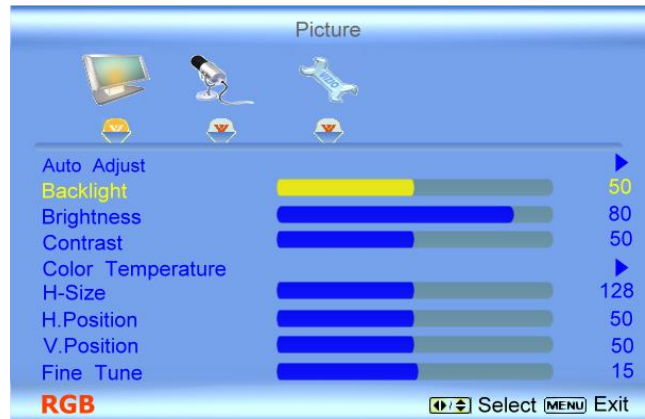 Picture
VIZIO
Auto Adjust
Backlight 50
Brightness 80
Contrast 50
Color Temperature
H-Size 128
H.Position 50
V.Position 50
Fine Tune 15
RGB Select MENU Exit